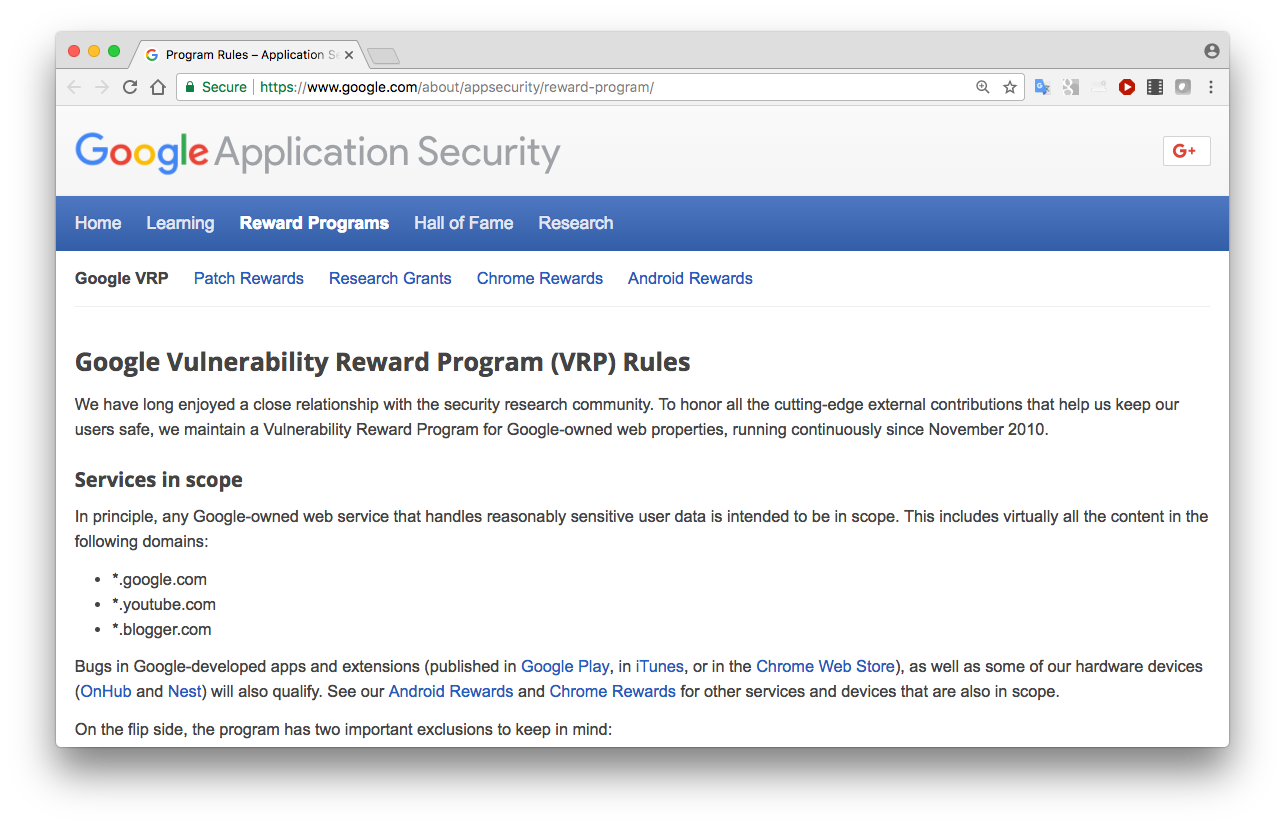 Program Rules – Application Se
Secure https://www.google.com/about/appsecurity/reward-program/
Google Application Security
G+
Home Learning Reward Programs Hall of Fame Research
Google VRP Patch Rewards Research Grants Chrome Rewards Android Rewards
Google Vulnerability Reward Program (VRP) Rules
We have long enjoyed a close relationship with the security research community. To honor all the cutting-edge external contributions that help us keep our
users safe, we maintain a Vulnerability Reward Program for Google-owned web properties, running continuously since November 2010.
Services in scope
In principle, any Google-owned web service that handles reasonably sensitive user data is intended to be in scope. This includes virtually all the content in the
following domains:
• *.google.com
• *.youtube.com
• *.blogger.com
Bugs in Google-developed apps and extensions (published in Google Play, in iTunes, or in the Chrome Web Store), as well as some of our hardware devices
(OnHub and Nest) will also qualify. See our Android Rewards and Chrome Rewards for other services and devices that are also in scope.
On the flip side, the program has two important exclusions to keep in mind: